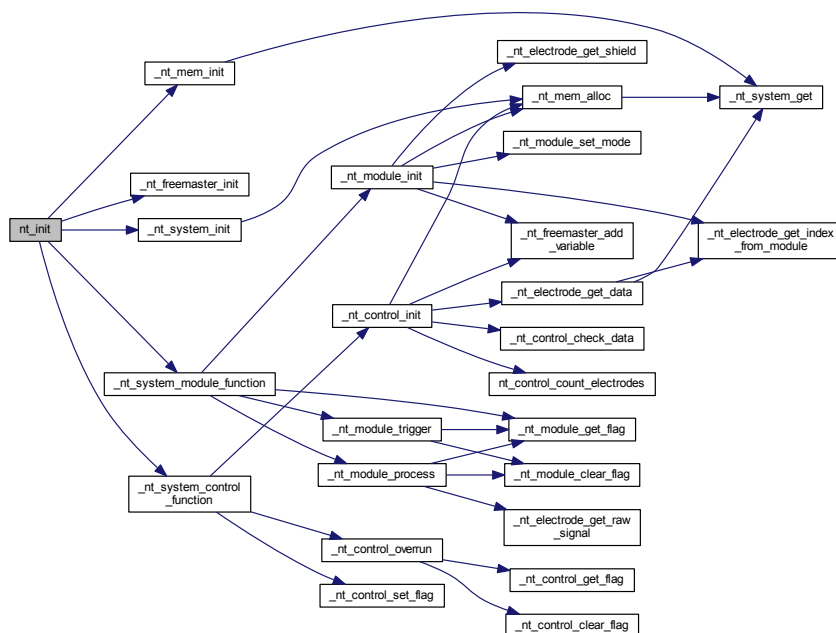 _nt_electrode_get_shield
_nt_mem_init
_nt_mem_alloc
_nt_system_get
_nt_module_set_mode
_nt_module_init
_nt_freemaster_init
nt_init
_nt_system_init
_nt_freemaster_add
_variable
_nt_electrode_get_index
_from_module
_nt_electrode_get_data
_nt_control_init
_nt_control_check_data
_nt_system_module_function
nt_control_count_electrodes
_nt_module_trigger
_nt_module_get_flag
_nt_module_process
_nt_module_clear_flag
_nt_system_control
_function
_nt_electrode_get_raw
_signal
_nt_control_overrun
_nt_control_get_flag
_nt_control_set_flag
_nt_control_clear_flag